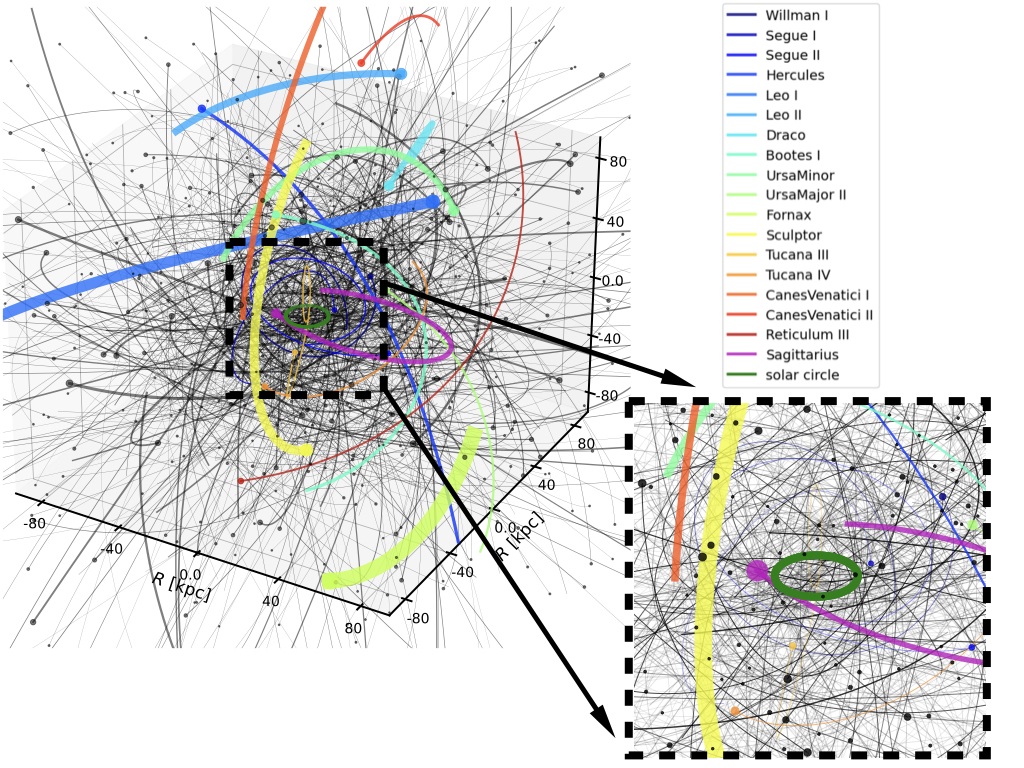 Willman I
Segue I
Segue II
Hercules
Leo I
Leo II
Draco
Bootes I
UrsaMinor
UrsaMajor II
Fornax
Sculptor
Tucana III
Tucana IV
CanesVenatici I
CanesVenatici II
Reticulum III
Sagittarius
solar circle
80
40
0.0
-40
-80
80
40
0.0
-40
-80
R [kpc]
-80
-40
0.0
40
80
R [kpc]